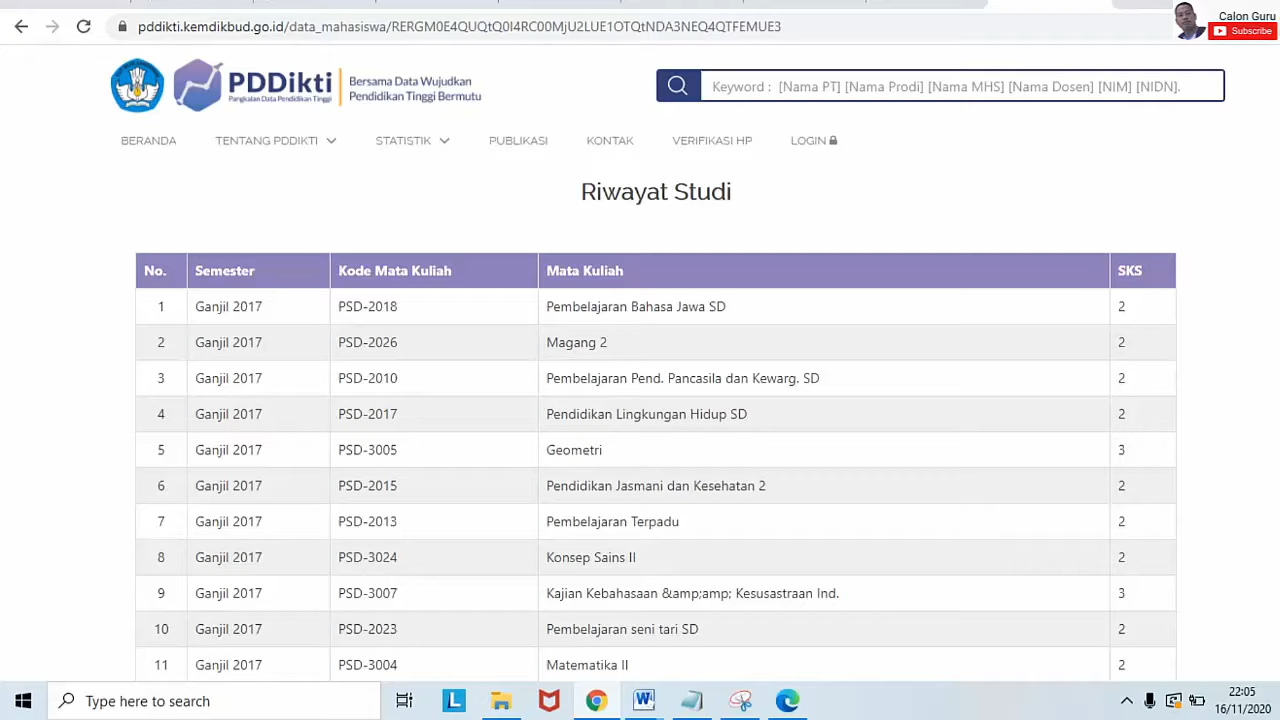 pddikti.kemdikbud.go.id/data_mahasiswa/RERGM0E4QUQtQ0I4RC00MjU2LUE1OTQtNDA3NEQ4QTFEMUE3
Calon Guru
Subscribe
PDDikti
Pangkalan Data Pendidikan Tinggi
Bersama Data Wujudkan
Pendidikan Tinggi Bermutu
Keyword : [Nama PT] [Nama Prodi] [Nama MHS] [Nama Dosen] [NIM] [NIDN].
BERANDA TENTANG PDDIKTI STATISTIK PUBLIKASI KONTAK VERIFIKASI HP LOGIN
Riwayat Studi
No. Semester Kode Mata Kuliah Mata Kuliah SKS
1 Ganjil 2017 PSD-2018 Pembelajaran Bahasa Jawa SD 2
2 Ganjil 2017 PSD-2026 Magang 2 2
3 Ganjil 2017 PSD-2010 Pembelajaran Pend. Pancasila dan Kewarg. SD 2
4 Ganjil 2017 PSD-2017 Pendidikan Lingkungan Hidup SD 2
5 Ganjil 2017 PSD-3005 Geometri 3
6 Ganjil 2017 PSD-2015 Pendidikan Jasmani dan Kesehatan 2 2
7 Ganjil 2017 PSD-2013 Pembelajaran Terpadu 2
8 Ganjil 2017 PSD-3024 Konsep Sains II 2
9 Ganjil 2017 PSD-3007 Kajian Kebahasaan &amp;amp; Kesusastraan Ind. 3
10 Ganjil 2017 PSD-2023 Pembelajaran seni tari SD 2
11 Ganjil 2017 PSD-3004 Matematika II 2
Type here to search
L
W
22:05
16/11/2020